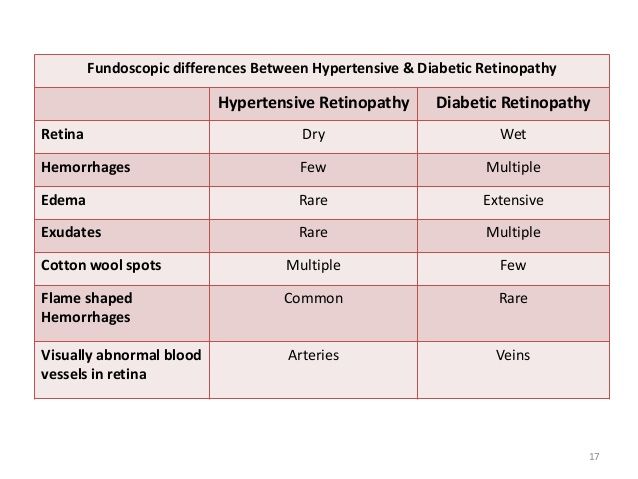 Fundoscopic differences Between Hypertensive & Diabetic Retinopathy
Hypertensive Retinopathy Diabetic Retinopathy
Retina Dry Wet
Hemorrhages Few Multiple
Edema Rare Extensive
Exudates Rare Multiple
Cotton wool spots Multiple Few
Flame shaped Common Rare
Hemorrhages
Visually abnormal blood Arteries Veins
vessels in retina
17